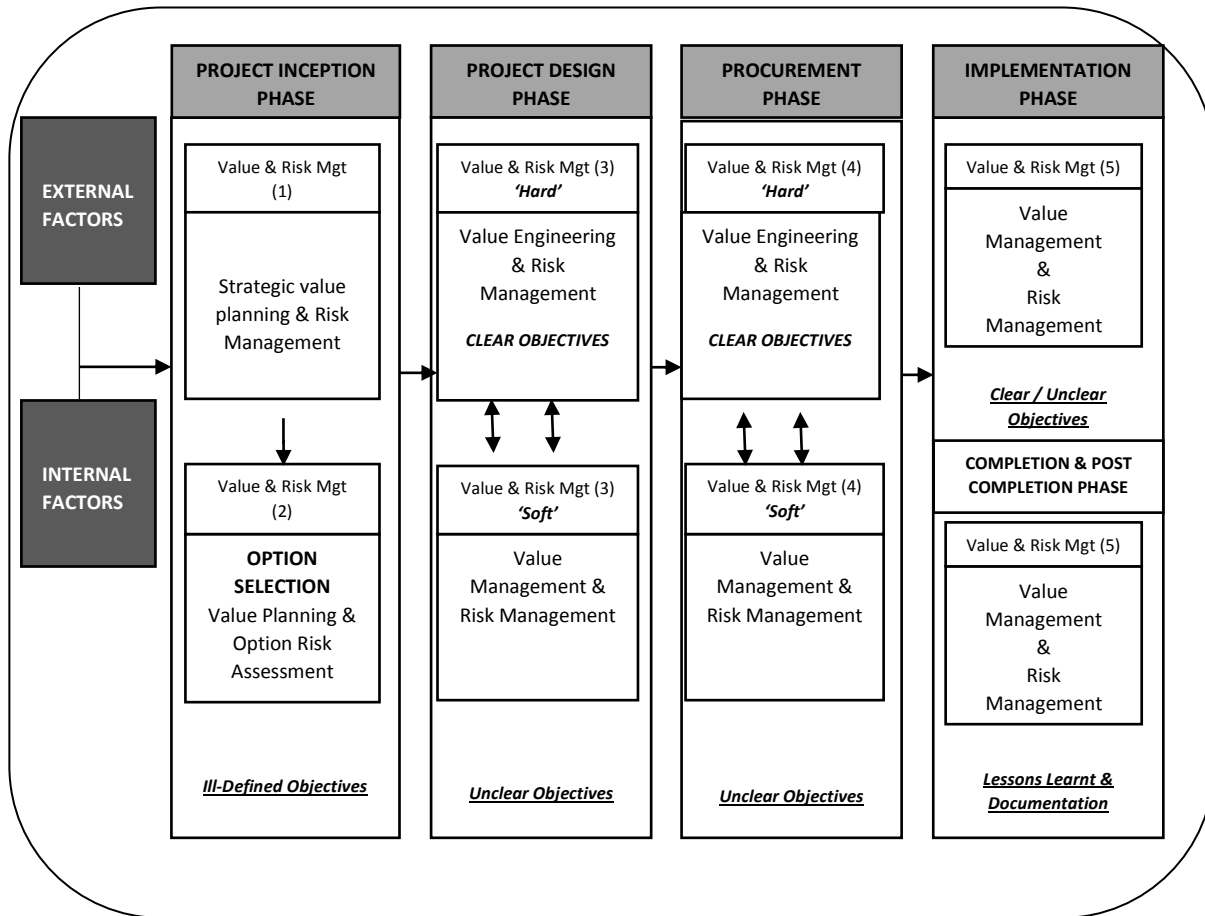 EXTERNAL
FACTORS
INTERNAL
FACTORS
PROJECT INCEPTION
PHASE
Value & Risk Mgt
(1)
Strategic value
planning & Risk
Management
Value & Risk Mgt
(2)
OPTION
SELECTION
Value Planning &
Option Risk
Assessment
Ill-Defined Objectives
PROJECT DESIGN
PHASE
Value & Risk Mgt (3)
‘Hard’
Value Engineering
& Risk
Management
CLEAR OBJECTIVES
Value & Risk Mgt (3)
‘Soft’
Value
Management &
Risk Management
Unclear Objectives
PROCUREMENT
PHASE
Value & Risk Mgt (4)
‘Hard’
Value Engineering
& Risk
Management
CLEAR OBJECTIVES
Value & Risk Mgt (4)
‘Soft’
Value
Management &
Risk Management
Unclear Objectives
IMPLEMENTATION
PHASE
Value & Risk Mgt (5)
Value
Management
&
Risk
Management
Clear / Unclear
Objectives
COMPLETION & POST
COMPLETION PHASE
Value & Risk Mgt (5)
Value
Management
&
Risk
Management
Lessons Learnt &
Documentation